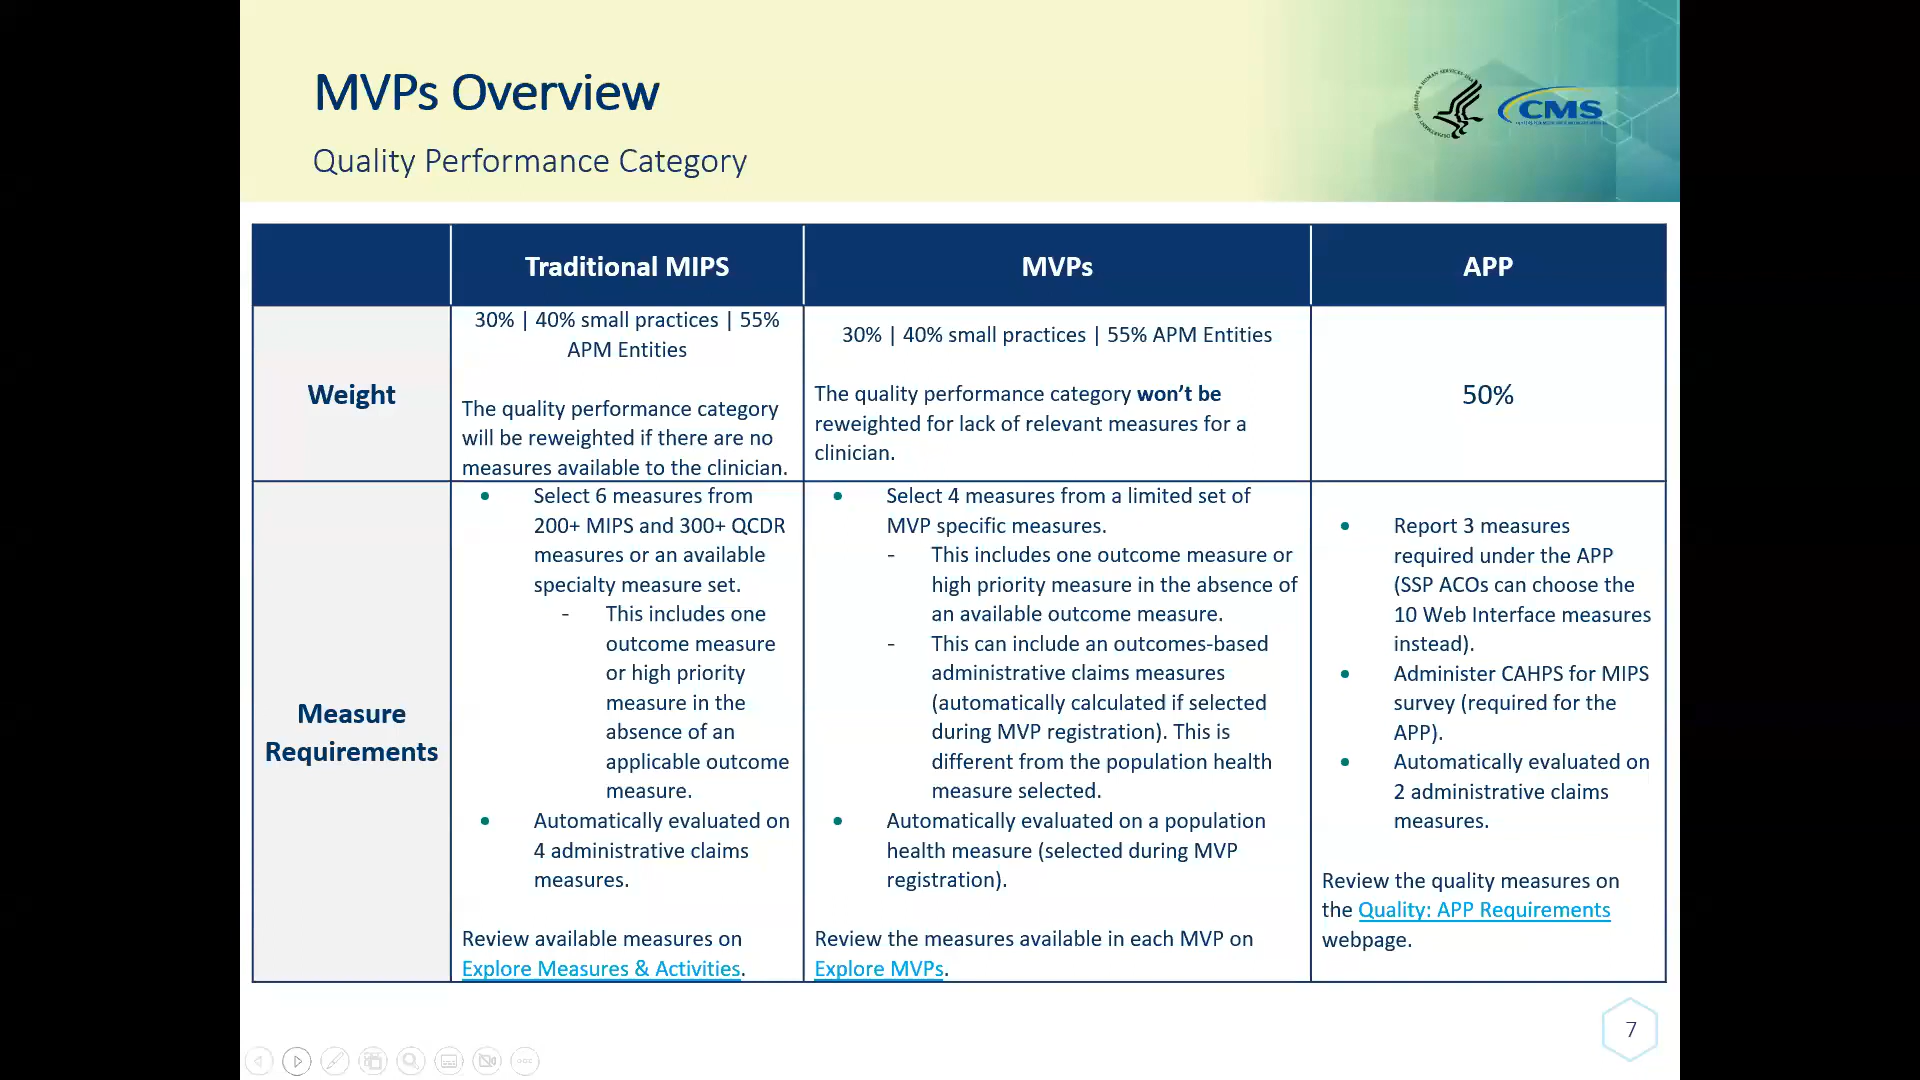 MVPs Overview
Quality Performance Category
CMS
Traditional MIPS
MVPs
APP
Weight
30% | 40% small practices | 55%
APM Entities
The quality performance category
will be reweighted if there are no
measures available to the clinician.
30% | 40% small practices | 55% APM Entities
The quality performance category won't be
reweighted for lack of relevant measures for a
clinician.
50%
Measure
Requirements
• Select 6 measures from
200+ MIPS and 300+ QCDR
measures or an available
specialty measure set.
- This includes one
outcome measure
or high priority
measure in the
absence of an
applicable outcome
measure.
• Automatically evaluated on
4 administrative claims
measures.
Review available measures on
Explore Measures & Activities.
• Select 4 measures from a limited set of
MVP specific measures.
- This includes one outcome measure or
high priority measure in the absence of
an available outcome measure.
- This can include an outcomes-based
administrative claims measures
(automatically calculated if selected
during MVP registration). This is
different from the population health
measure selected.
• Automatically evaluated on a population
health measure (selected during MVP
registration).
Review the measures available in each MVP on
Explore MVPs.
• Report 3 measures
required under the APP
(SSP ACOs can choose the
10 Web Interface measures
instead).
• Administer CAHPS for MIPS
survey (required for the
APP).
• Automatically evaluated on
2 administrative claims
measures.
Review the quality measures on
the Quality: APP Requirements
webpage.
7